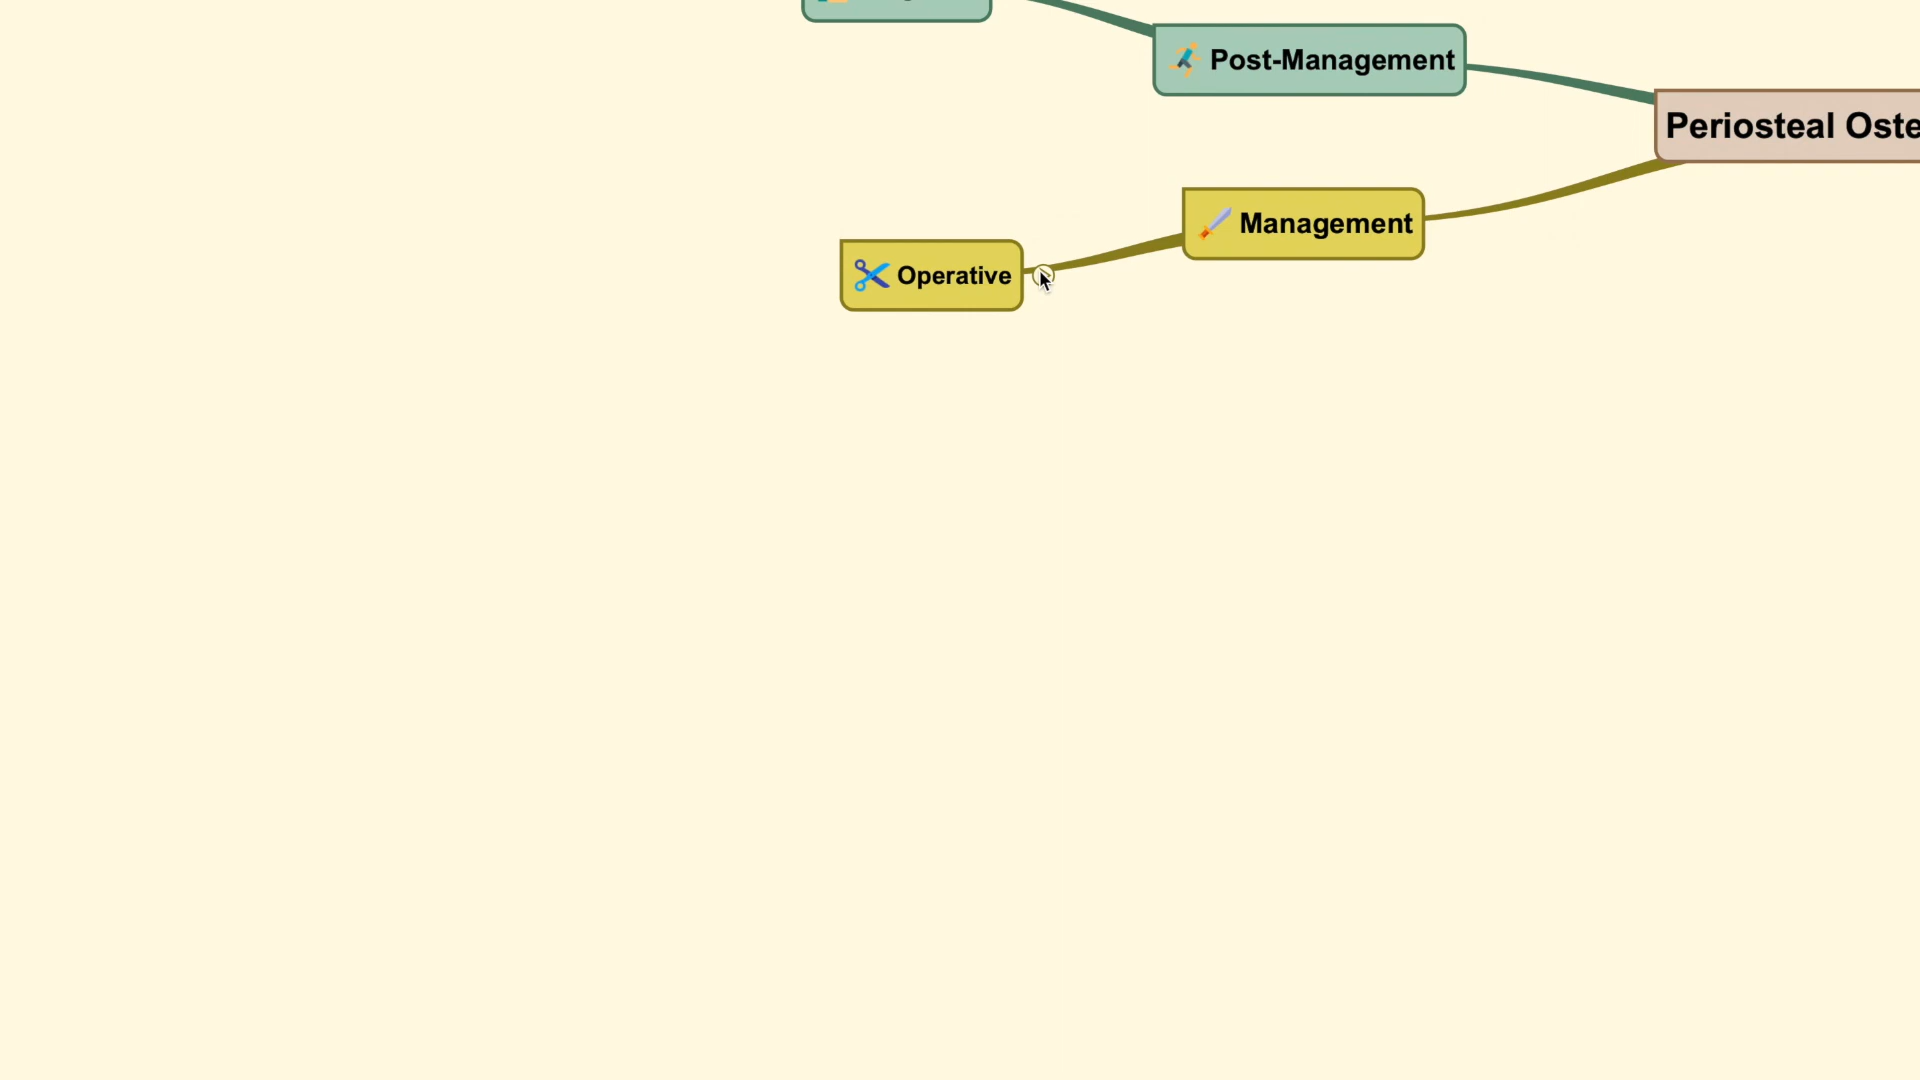 Post-Management
Periosteal Oste
Management
Operative